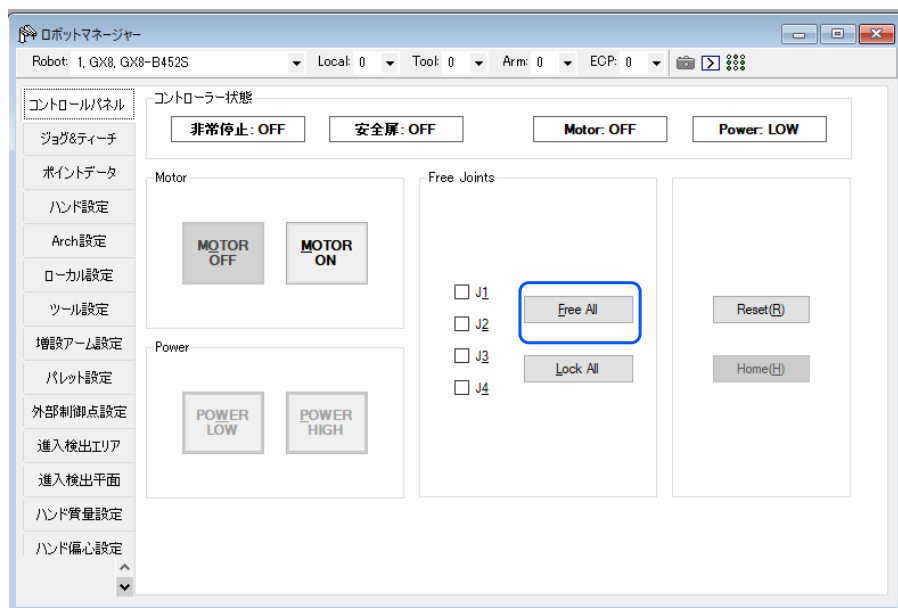 ロボットマネージャー
Robot: 1, GX8, GX8-B452S Local: 0 Tool: 0 Arm: 0 ECP: 0
コントロールパネル
ジョグ&ティーチ
ポイントデータ
ハンド設定
Arch設定
ローカル設定
ツール設定
増設アーム設定
パレット設定
外部制御点設定
進入検出エリア
進入検出平面
ハンド質量設定
ハンド偏心設定
コントローラー状態
非常停止: OFF 安全扉: OFF Motor: OFF Power: LOW
Motor
MOTOR
OFF
MOTOR
ON
Power
POWER
LOW
POWER
HIGH
Free Joints
J1
J2
J3
J4
Free All
Lock All
Reset(R)
Home(H)